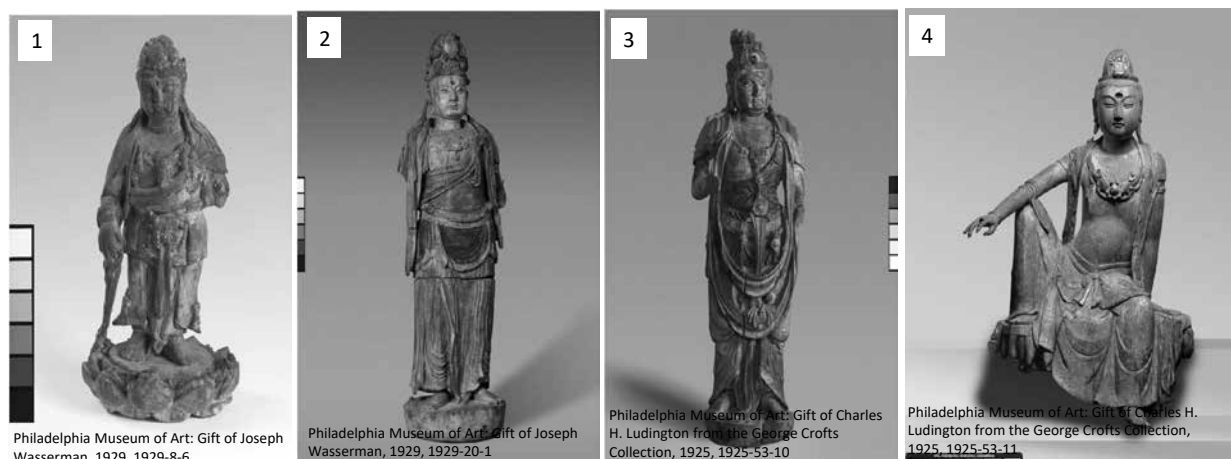 1
Philadelphia Museum of Art: Gift of Joseph
Wasserman, 1929, 1929-8-6
2
Philadelphia Museum of Art: Gift of Joseph
Wasserman, 1929, 1929-20-1
3
Philadelphia Museum of Art: Gift of Charles
H. Ludington from the George Crofts
Collection, 1925, 1925-53-10
4
Philadelphia Museum of Art: Gift of Charles H.
Ludington from the George Crofts Collection,
1925, 1925-53-11